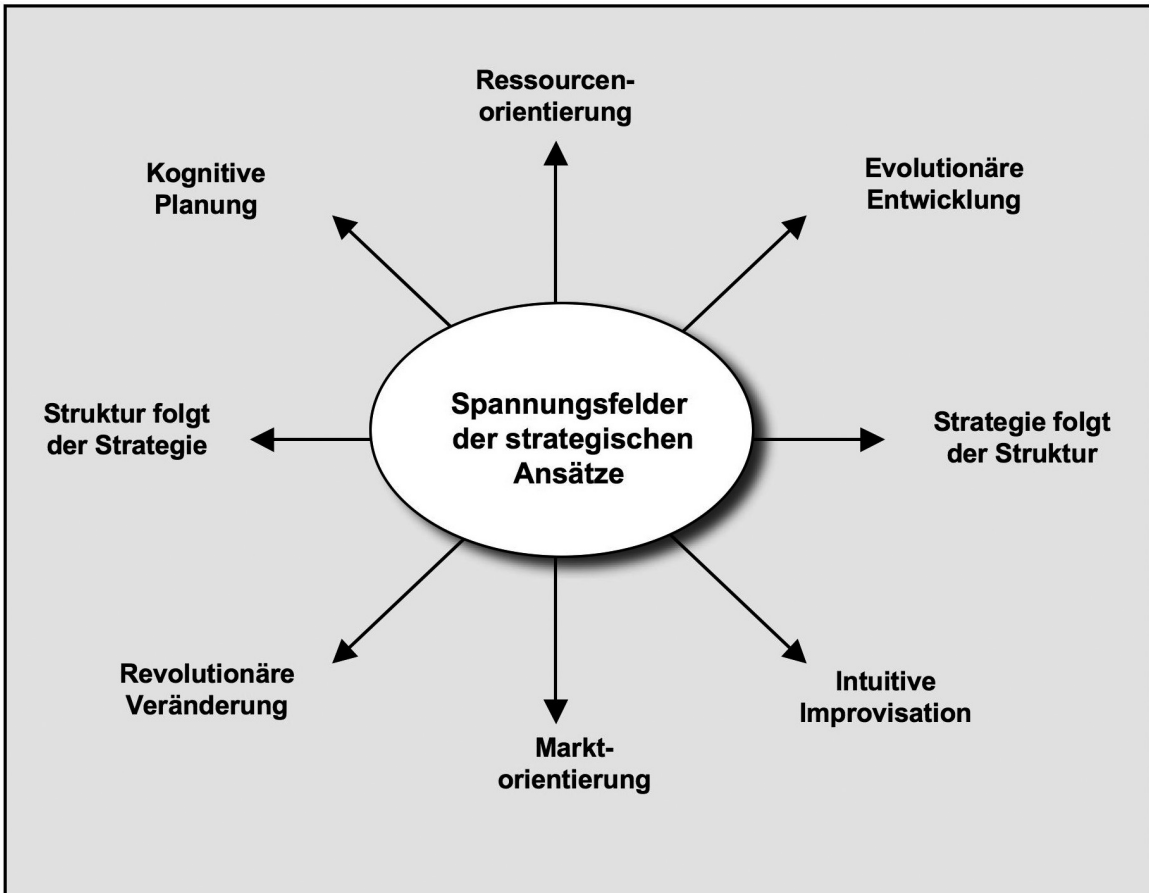 Ressourcen-
orientierung
Kognitive
Planung
Evolutionäre
Entwicklung
Struktur folgt
der Strategie
Spannungsfelder
der strategischen
Ansätze
Strategie folgt
der Struktur
Revolutionäre
Veränderung
Intuitive
Improvisation
Markt-
orientierung